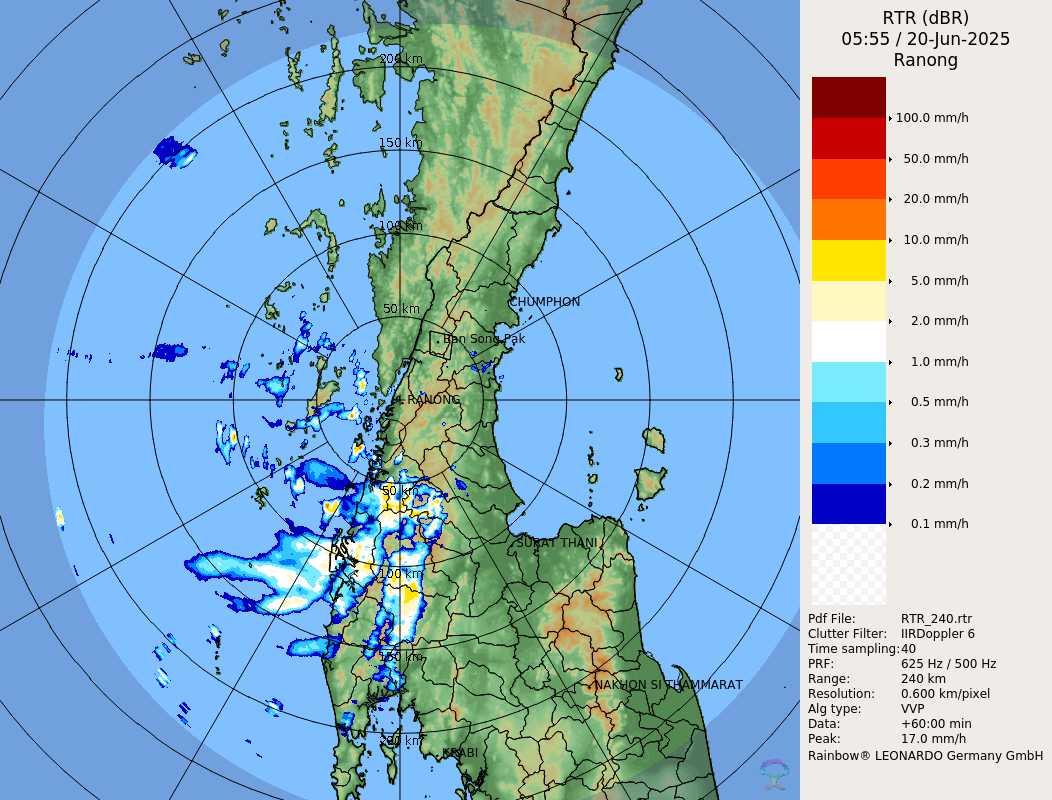 RTR (dBR)
05:55 / 20-Jun-2025
Ranong
200 km
150 km
100 km
50 km
CHUMPHON
Ban Song Pak
RANONG
50 km
SURAT THANI
100 km
150 km
NAKHON SI THAMMARAT
200 km
KRABI
100.0 mm/h
50.0 mm/h
20.0 mm/h
10.0 mm/h
5.0 mm/h
2.0 mm/h
1.0 mm/h
0.5 mm/h
0.3 mm/h
0.2 mm/h
0.1 mm/h
Pdf File: RTR_240.rtr
Clutter Filter: IIRDoppler 6
Time sampling:40
PRF: 625 Hz / 500 Hz
Range: 240 km
Resolution: 0.600 km/pixel
Alg type: VVP
Data: +60:00 min
Peak: 17.0 mm/h
Rainbow® LEONARDO Germany GmbH